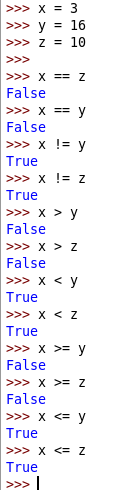 >>> x = 3
>>> y = 16
>>> z = 10
>>>
>>> x == z
False
>>> x == y
False
>>> x != y
True
>>> x != z
True
>>> x > y
False
>>> x > z
False
>>> x < y
True
>>> x < z
True
>>> x >= y
False
>>> x >= z
False
>>> x <= y
True
>>> x <= z
True
>>>